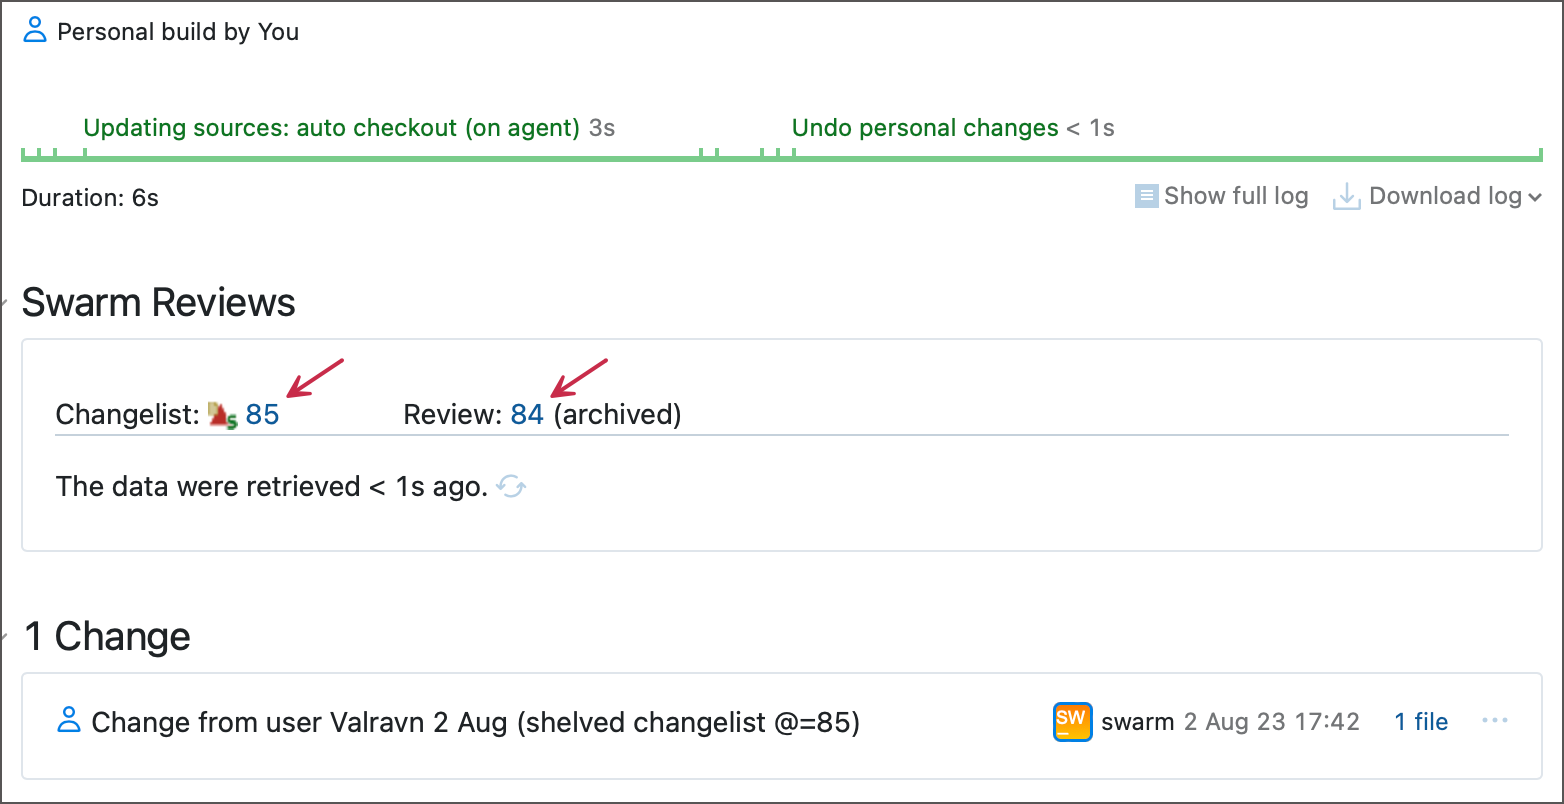 Personal build by You
Updating sources: auto checkout (on agent) 3s Undo personal changes < 1s
Duration: 6s Show full log Download log
Swarm Reviews
Changelist: S 85 Review: 84 (archived)
The data were retrieved < 1s ago.
1 Change
Change from user Valravn 2 Aug (shelved changelist @=85) SW swarm 2 Aug 23 17:42 1 file ...